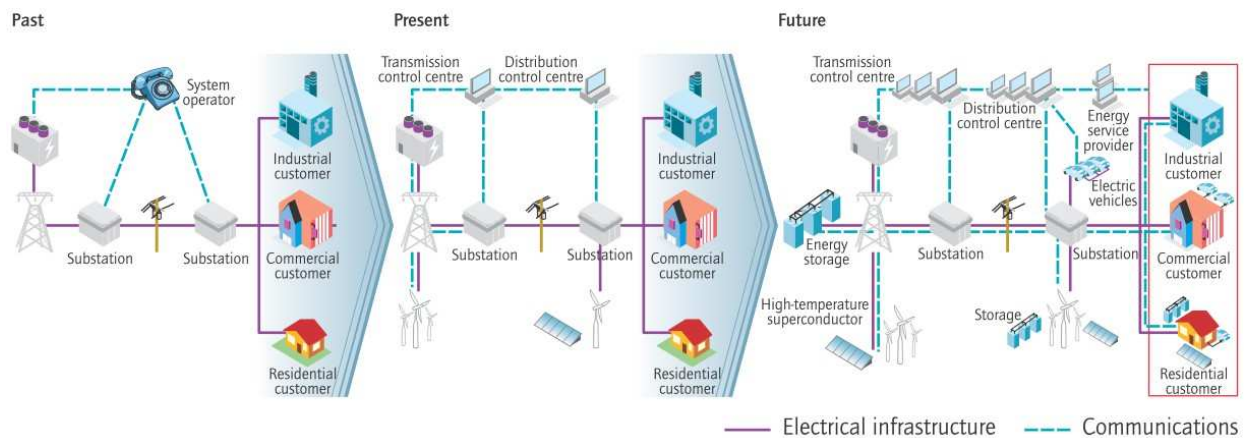 Past
System
operator
Substation
Substation
Industrial
customer
Commercial
customer
Residential
customer
Present
Transmission
control centre
Distribution
control centre
Substation
Substation
Industrial
customer
Commercial
customer
Residential
customer
Future
Transmission
control centre
Distribution
control centre
Energy
service
provider
Electric
vehicles
Energy
storage
Substation
Substation
High-temperature
superconductor
Storage
Industrial
customer
Commercial
customer
Residential
customer
Electrical infrastructure
Communications